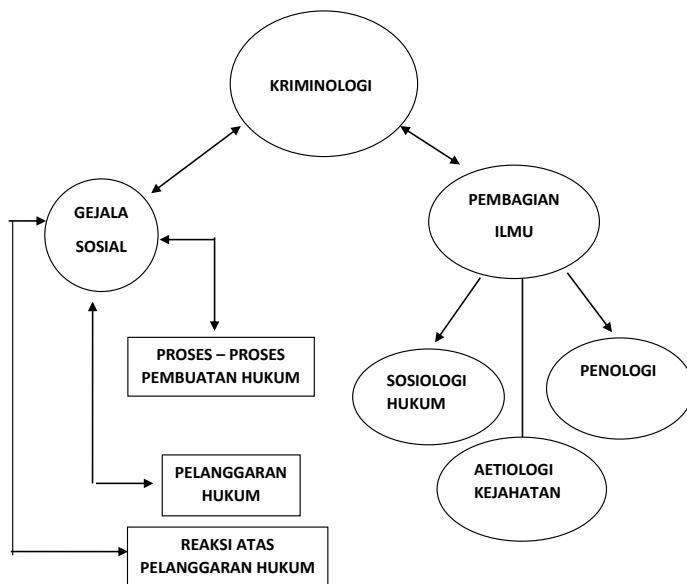 KRIMINOLOGI
GEJALA
SOSIAL
PEMBAGIAN
ILMU
PROSES – PROSES
PEMBUATAN HUKUM
SOSIOLOGI
HUKUM
PENOLOGI
PELANGGARAN
HUKUM
AETIOLOGI
KEJAHATAN
REAKSI ATAS
PELANGGARAN HUKUM